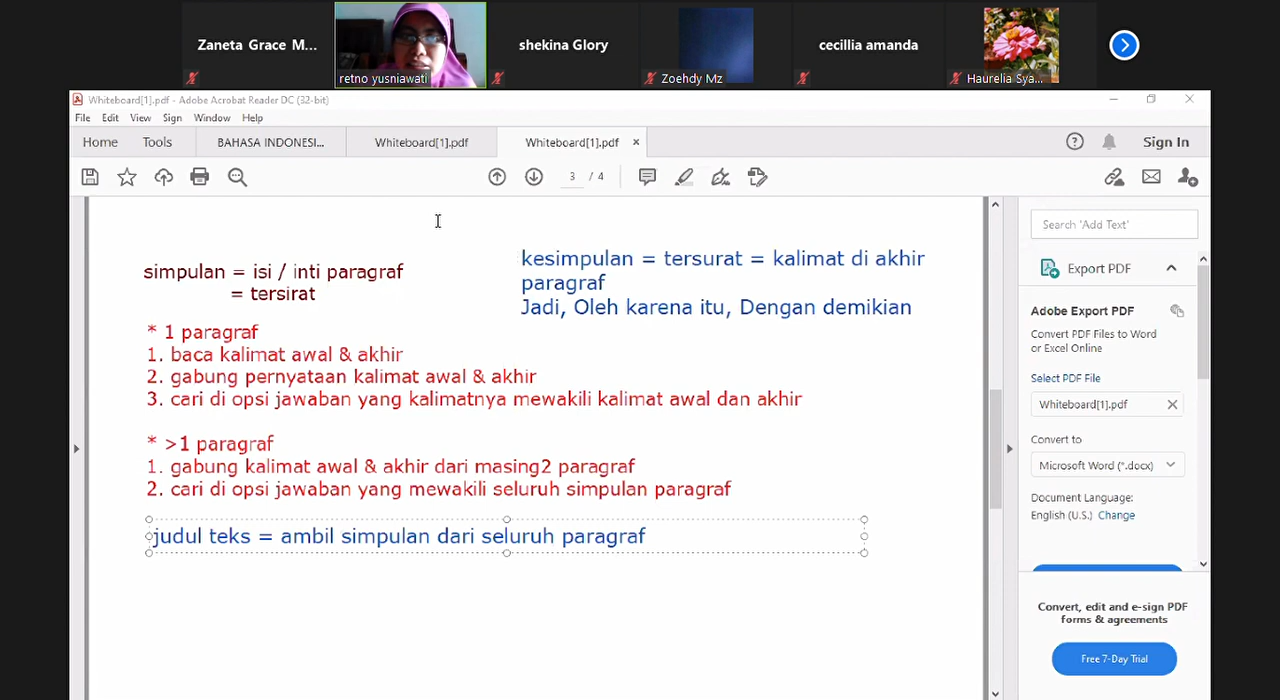 Zaneta Grace M...
retno yusniawati
shekina Glory
Zoehdy Mz
cecillia amanda
Haurelia Sya...
Whiteboard[1].pdf - Adobe Acrobat Reader DC (32-bit)
File Edit View Sign Window Help
Home Tools BAHASA INDONESI... Whiteboard[1].pdf Whiteboard[1].pdf × Sign In
3 / 4
simpulan = isi / inti paragraf
= tersirat
kesimpulan = tersurat = kalimat di akhir
paragraf
Jadi, Oleh karena itu, Dengan demikian
* 1 paragraf
1. baca kalimat awal & akhir
2. gabung pernyataan kalimat awal & akhir
3. cari di opsi jawaban yang kalimatnya mewakili kalimat awal dan akhir
* >1 paragraf
1. gabung kalimat awal & akhir dari masing2 paragraf
2. cari di opsi jawaban yang mewakili seluruh simpulan paragraf
judul teks = ambil simpulan dari seluruh paragraf
Search 'Add Text'
Export PDF
Adobe Export PDF
Convert PDF Files to Word
or Excel Online
Select PDF File
Whiteboard[1].pdf
Convert to
Microsoft Word (*.docx)
Document Language:
English (U.S.) Change
Convert, edit and e-sign PDF
forms & agreements
Free 7-Day Trial